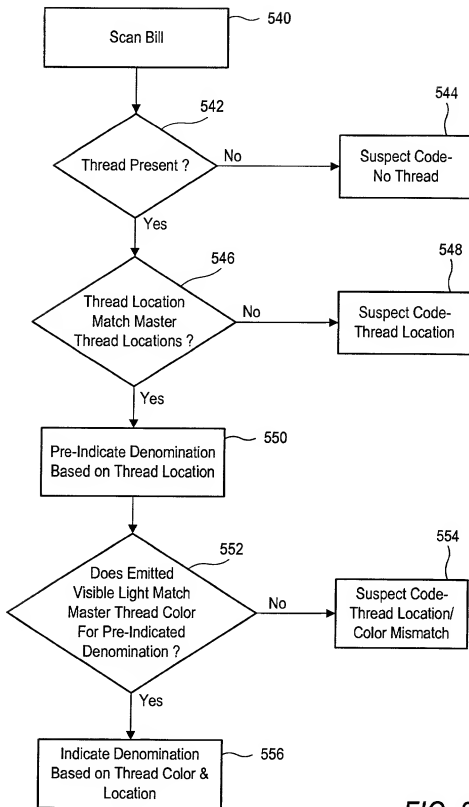 540
Scan Bill
542
544
Thread Present ?
No
Suspect Code-
No Thread
Yes
546
548
Thread Location
Match Master
Thread Locations ?
No
Suspect Code-
Thread Location
Yes
550
Pre-Indicate Denomination
Based on Thread Location
552
554
Does Emitted
Visible Light Match
Master Thread Color
For Pre-Indicated
Denomination ?
No
Suspect Code-
Thread Location/
Color Mismatch
Yes
Indicate Denomination
Based on Thread Color &
Location
556
FIG.